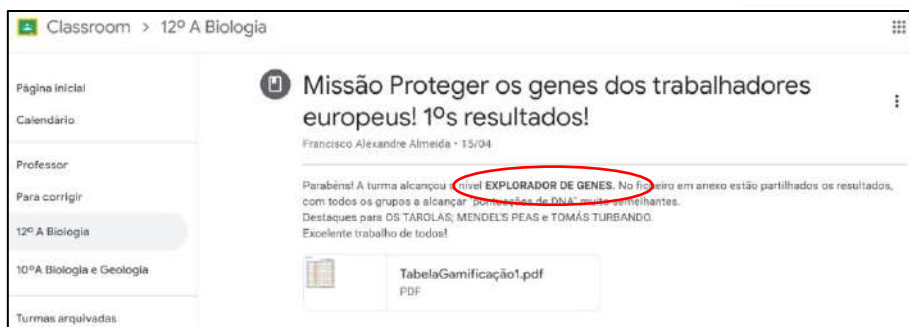 Classroom > 12º A Biologia
Página inicial
Calendário
Professor
Para corrigir
12º A Biologia
10ºA Biologia e Geologia
Turmas arquivadas
Missão Proteger os genes dos trabalhadores
europeus! 1ºs resultados!
Francisco Alexandre Almeida • 15/04
Parabéns! A turma alcançou o nível EXPLORADOR DE GENES. No ficheiro em anexo estão partilhados os resultados,
com todos os grupos a alcançar "pontuações de DNA" muito semelhantes.
Destaques para OS TAROLAS; MENDEL'S PEAS e TOMÁS TURBANDO.
Excelente trabalho de todos!
TabelaGamificação1.pdf
PDF